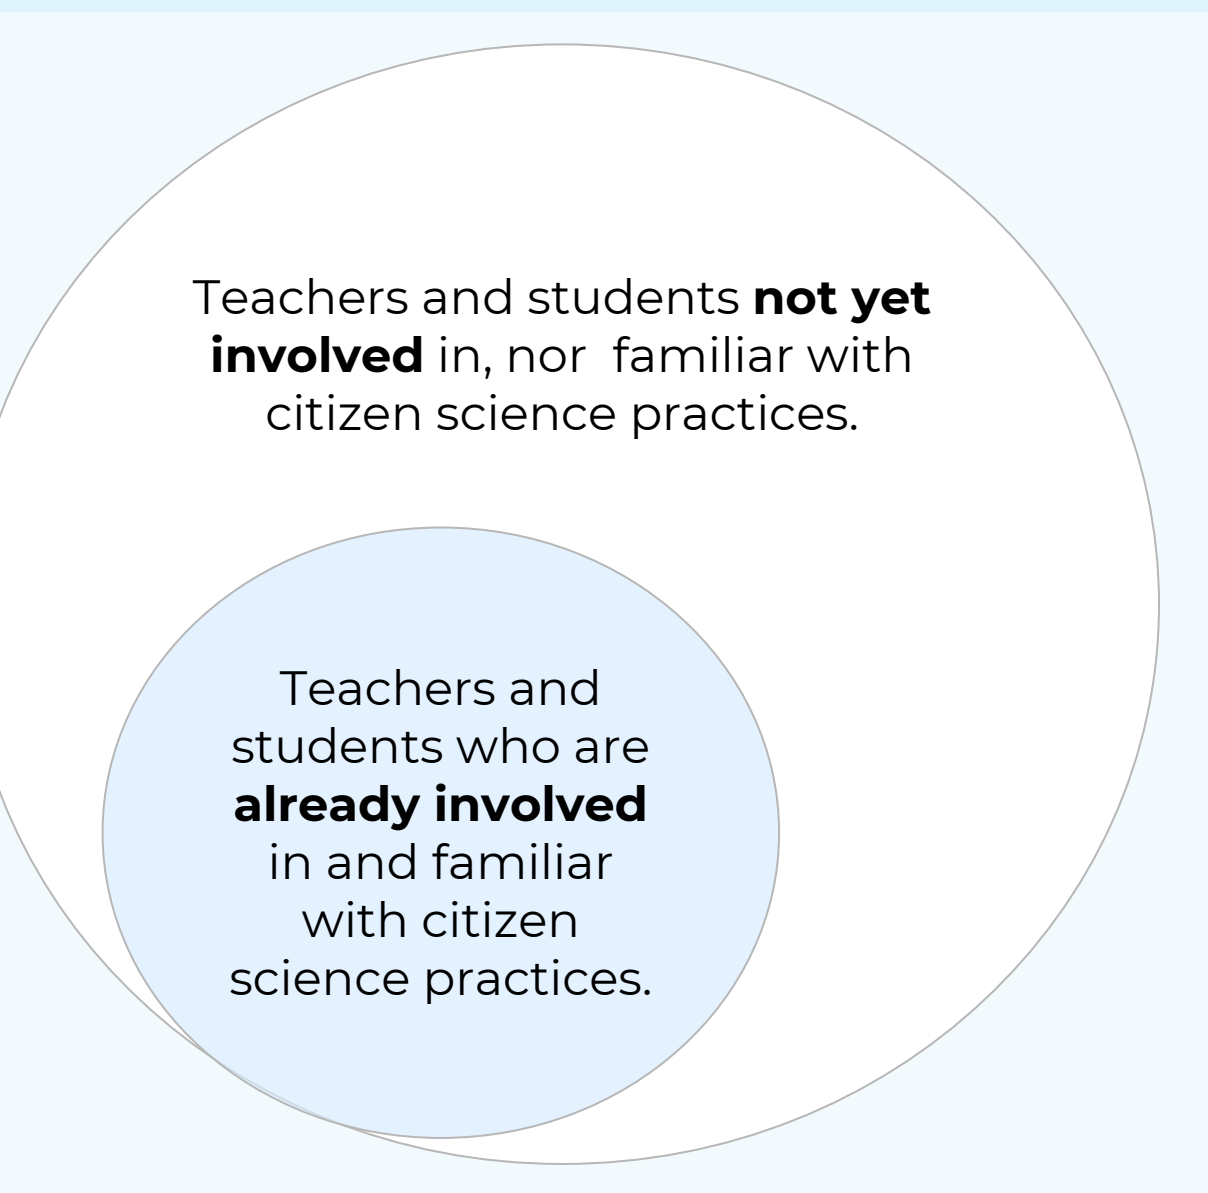 Teachers and students not yet
involved in, nor  familiar with
citizen science practices.
Teachers and
students who are
already involved
in and familiar
with citizen
science practices.